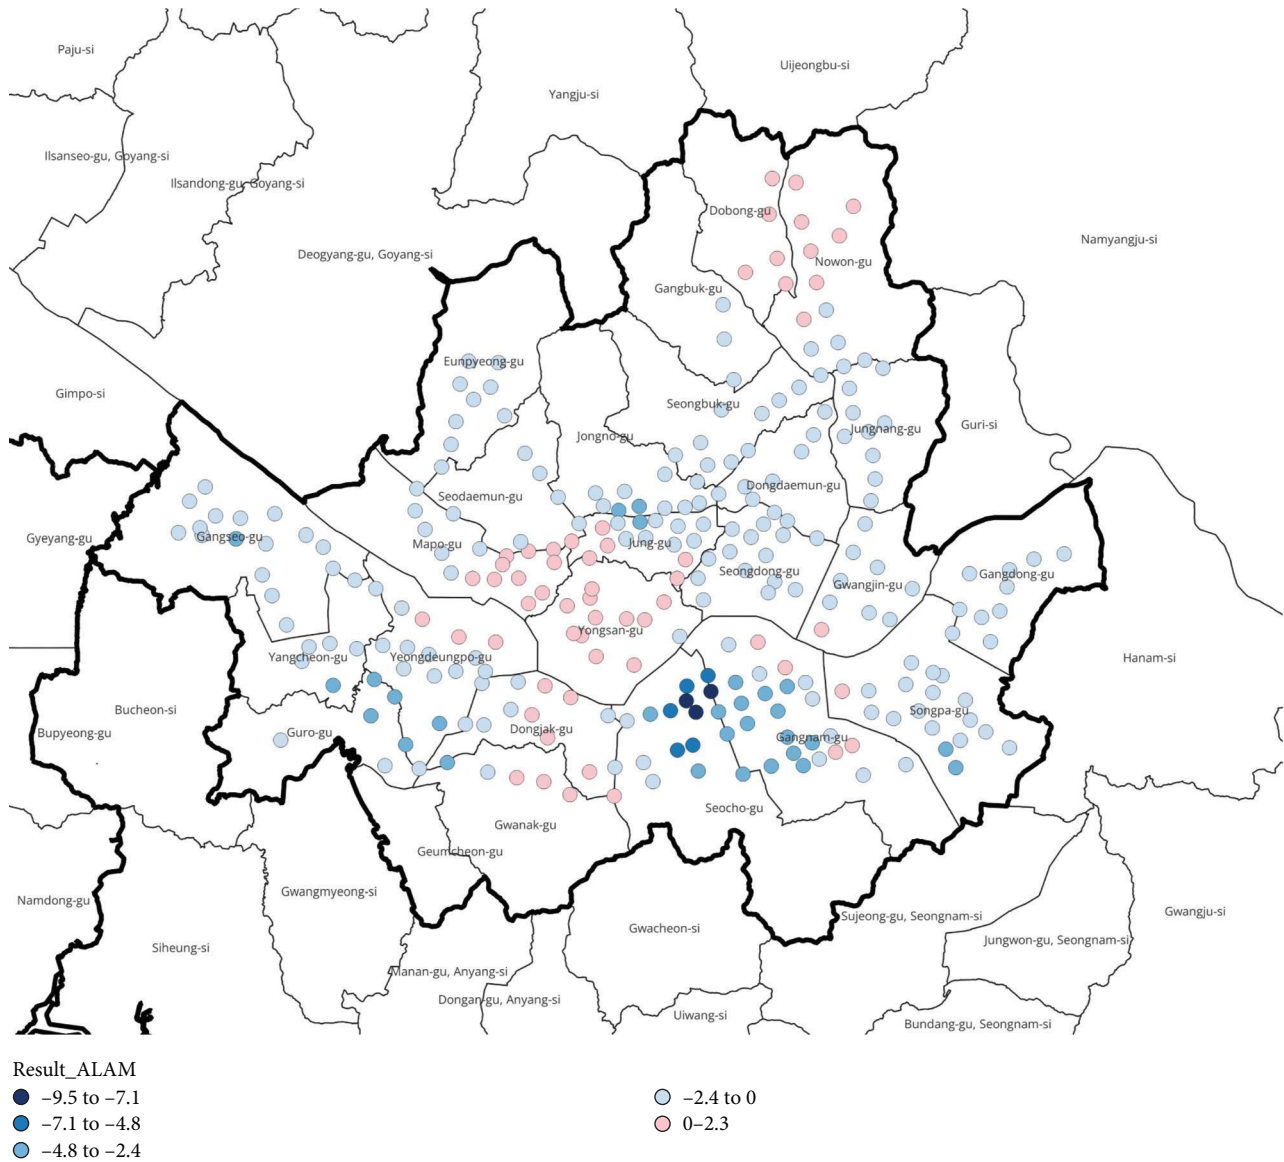 Paju-si
Uijeongbu-si
Yangju-si
Ilsanseo-gu, Goyang-si
Ilsandong-gu, Goyang-si
Dobong-gu
Namyangju-si
Deogyang-gu, Goyang-si
Nowon-gu
Gangbuk-gu
Eunpyeong-gu
Gimpo-si
Seongbuk-gu
Guri-si
Jungnang-gu
Jongno-gu
Dongdaemun-gu
Seodaemun-gu
Gyeyang-gu
Gangseo-gu
Mapo-gu
Jung-gu
Seongdong-gu
Gangdong-gu
Gwangjin-gu
Yongsan-gu
Yangcheon-gu
Yeongdeungpo-gu
Hanam-si
Bucheon-si
Songpa-gu
Bupyeong-gu
Guro-gu
Dongjak-gu
Gangnam-gu
Seocho-gu
Gwanak-gu
Geumcheon-gu
Gwangmyeong-si
Namdong-gu
Gwangju-si
Sujeong-gu, Seongnam-si
Gwacheon-si
Siheung-si
Jungwon-gu, Seongnam-si
Manan-gu, Anyang-si
Dongan-gu, Anyang-si
Uiwang-si
Bundang-gu, Seongnam-si
Result_ALAM
−9.5 to −7.1
−7.1 to −4.8
−4.8 to −2.4
−2.4 to 0
0–2.3